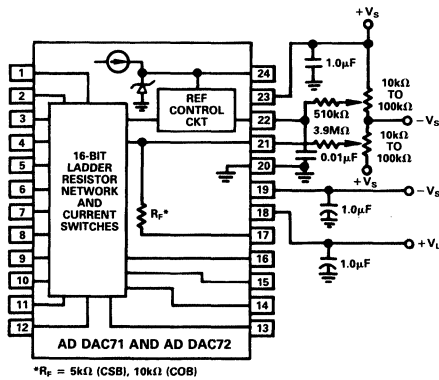 +VS
1.0μF
1
24
2
REF
CONTROL
CKT
23
10kΩ
TO
100kΩ
3
22
510kΩ
-VS
4
16-BIT
LADDER
RESISTOR
NETWORK
AND
CURRENT
SWITCHES
21
3.9MΩ
0.01μF
10kΩ
TO
100kΩ
5
20
+VS
6
19
-VS
7
RF*
18
1.0μF
8
17
+VL
9
16
1.0μF
10
15
11
14
12
13
AD DAC71 AND AD DAC72
*RF = 5kΩ (CSB), 10kΩ (COB)